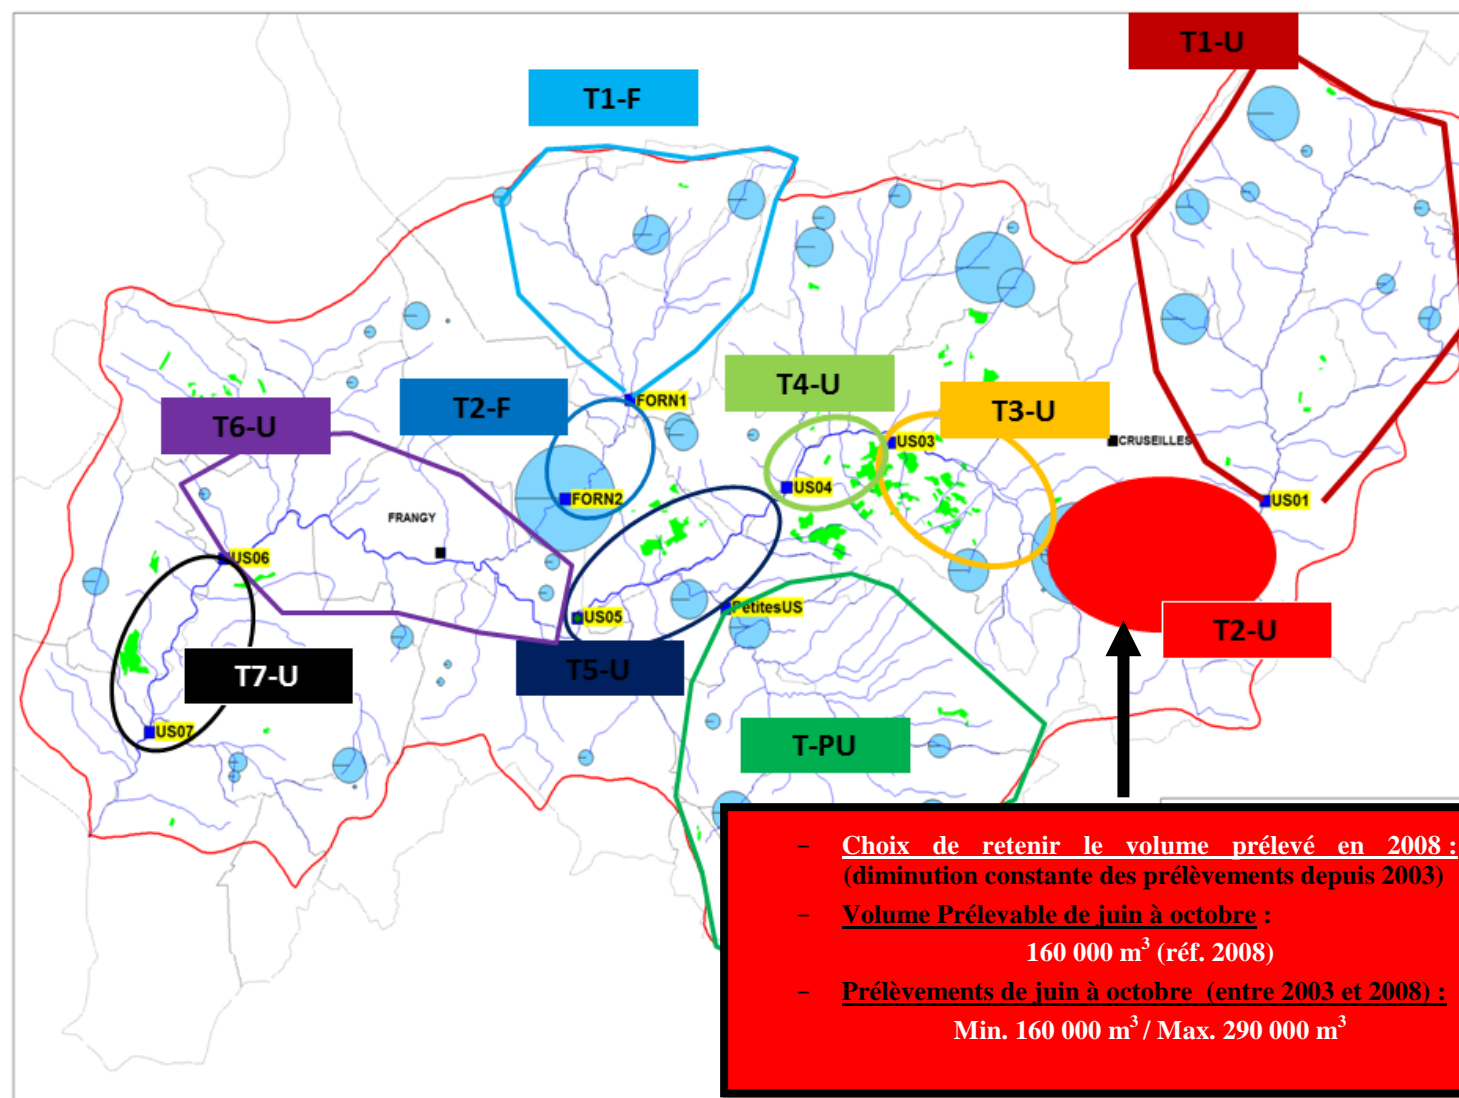 T1-U
T1-F
T4-U
T3-U
T2-F
T6-U
FORN1
US03
CRUSEILLES
US04
FORN2
US01
FRANGY
US06
PetitesUS
US05
T2-U
T5-U
T7-U
US07
T-PU
- Choix de retenir le volume prélevé en 2008 :
(diminution constante des prélèvements depuis 2003)
- Volume Prélevable de juin à octobre :
160 000 m³ (réf. 2008)
- Prélèvements de juin à octobre (entre 2003 et 2008) :
Min. 160 000 m³ / Max. 290 000 m³